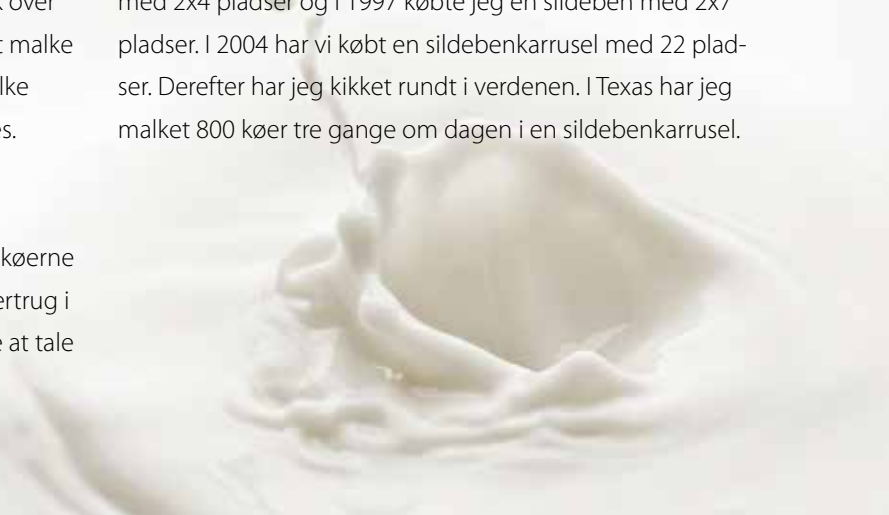 over
t malke
lke
s.
køerne
ertrug i
at tale
med 2x4 pladser og i 1997 købte jeg en sildeben med 2x7
pladser. I 2004 har vi købt en sildebenkarrusel med 22 plad-
ser. Derefter har jeg kikket rundt i verdenen. I Texas har jeg
malket 800 køer tre gange om dagen i en sildebenkarrusel.